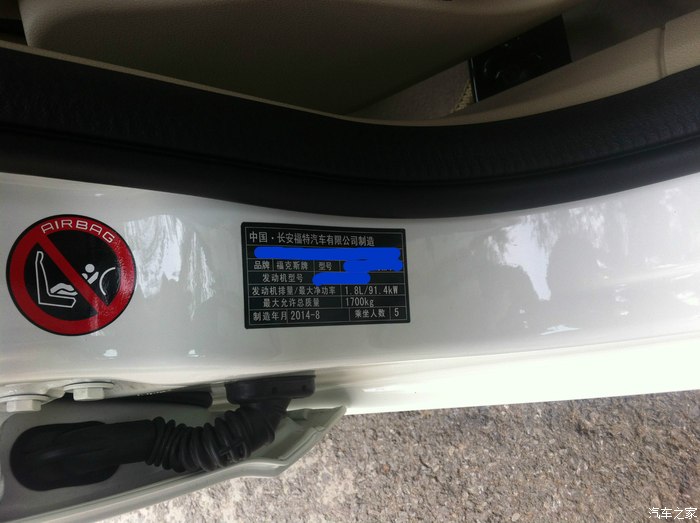 AIRBAG
中国·长安福特汽车有限公司制造
品牌 福克斯牌 型号
发动机型号
发动机排量/最大净功率 1.8L/91.4kW
最大允许总质量 1700kg
制造年月 2014-8 乘坐人数 5
汽车之家